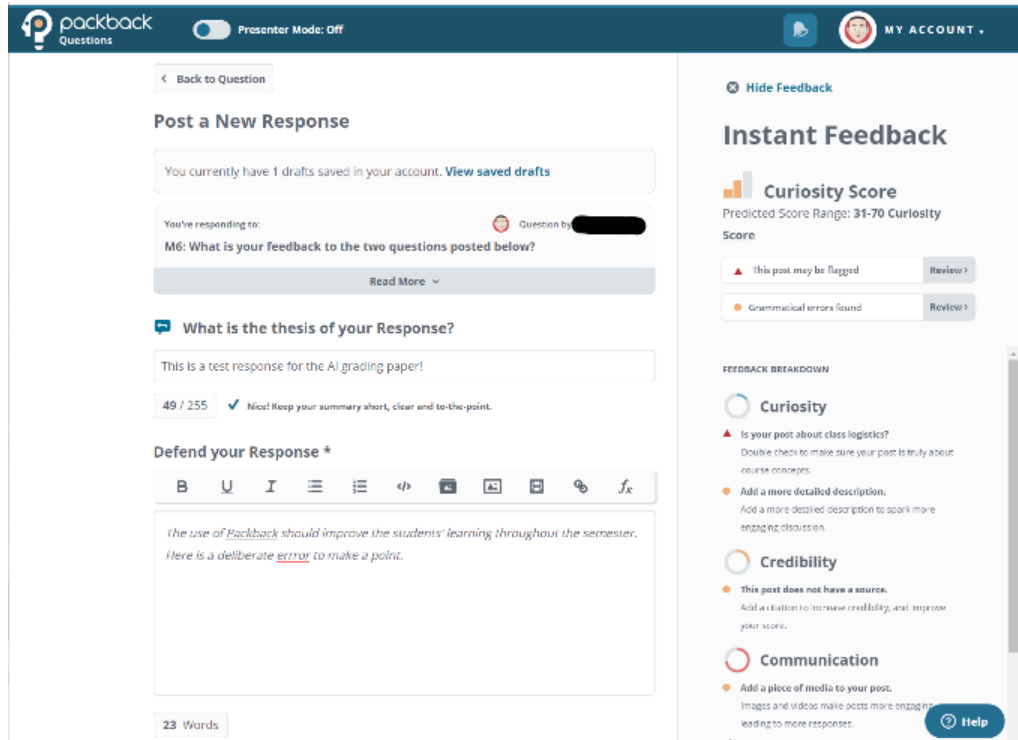 packback
Questions
Presenter Mode: Off
MY ACCOUNT
Back to Question
Post a New Response
You currently have 1 drafts saved in your account. View saved drafts
You're responding to:
Question by
M6: What is your feedback to the two questions posted below?
Read More
What is the thesis of your Response?
This is a test response for the AI grading paper!
49 / 255
Nice! Keep your summary short, clear and to-the-point.
Defend your Response *
B U I </> fx
The use of Packback should improve the students' learning throughout the semester.
Here is a deliberate errror to make a point.
23 Words
Hide Feedback
Instant Feedback
Curiosity Score
Predicted Score Range: 31-70 Curiosity
Score
This post may be flagged
Review >
Grammatical errors found
Review >
FEEDBACK BREAKDOWN
Curiosity
Is your post about class logistics?
Double check to make sure your post is truly about
course concepts.
Add a more detailed description.
Add a more detailed description to spark more
engaging discussion.
Credibility
This post does not have a source.
Add a citation to increase credibility, and improve
your score.
Communication
Add a piece of media to your post.
Images and videos make posts more engaging
leading to more responses.
Help